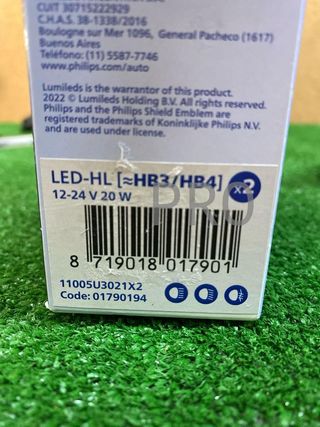 CUIT 30715222929
C.H.A.S. 38-1338/2016
Boulogne sur Mer 1096, General Pacheco (1617)
Buenos Aires
Teléfono: (11) 5587-7746
www.philips.com/auto
Lumileds is the warrantor of this product.
2022 © Lumileds Holding B.V. All rights reserved.
Philips and the Philips Shield Emblem are
registered trademarks of Koninklijke Philips N.V.
and are used under license.
LED-HL [≈HB3/HB4] x2
12-24 V 20 W
PRO
8 719018 017901
11005U3021X2
Code: 01790194